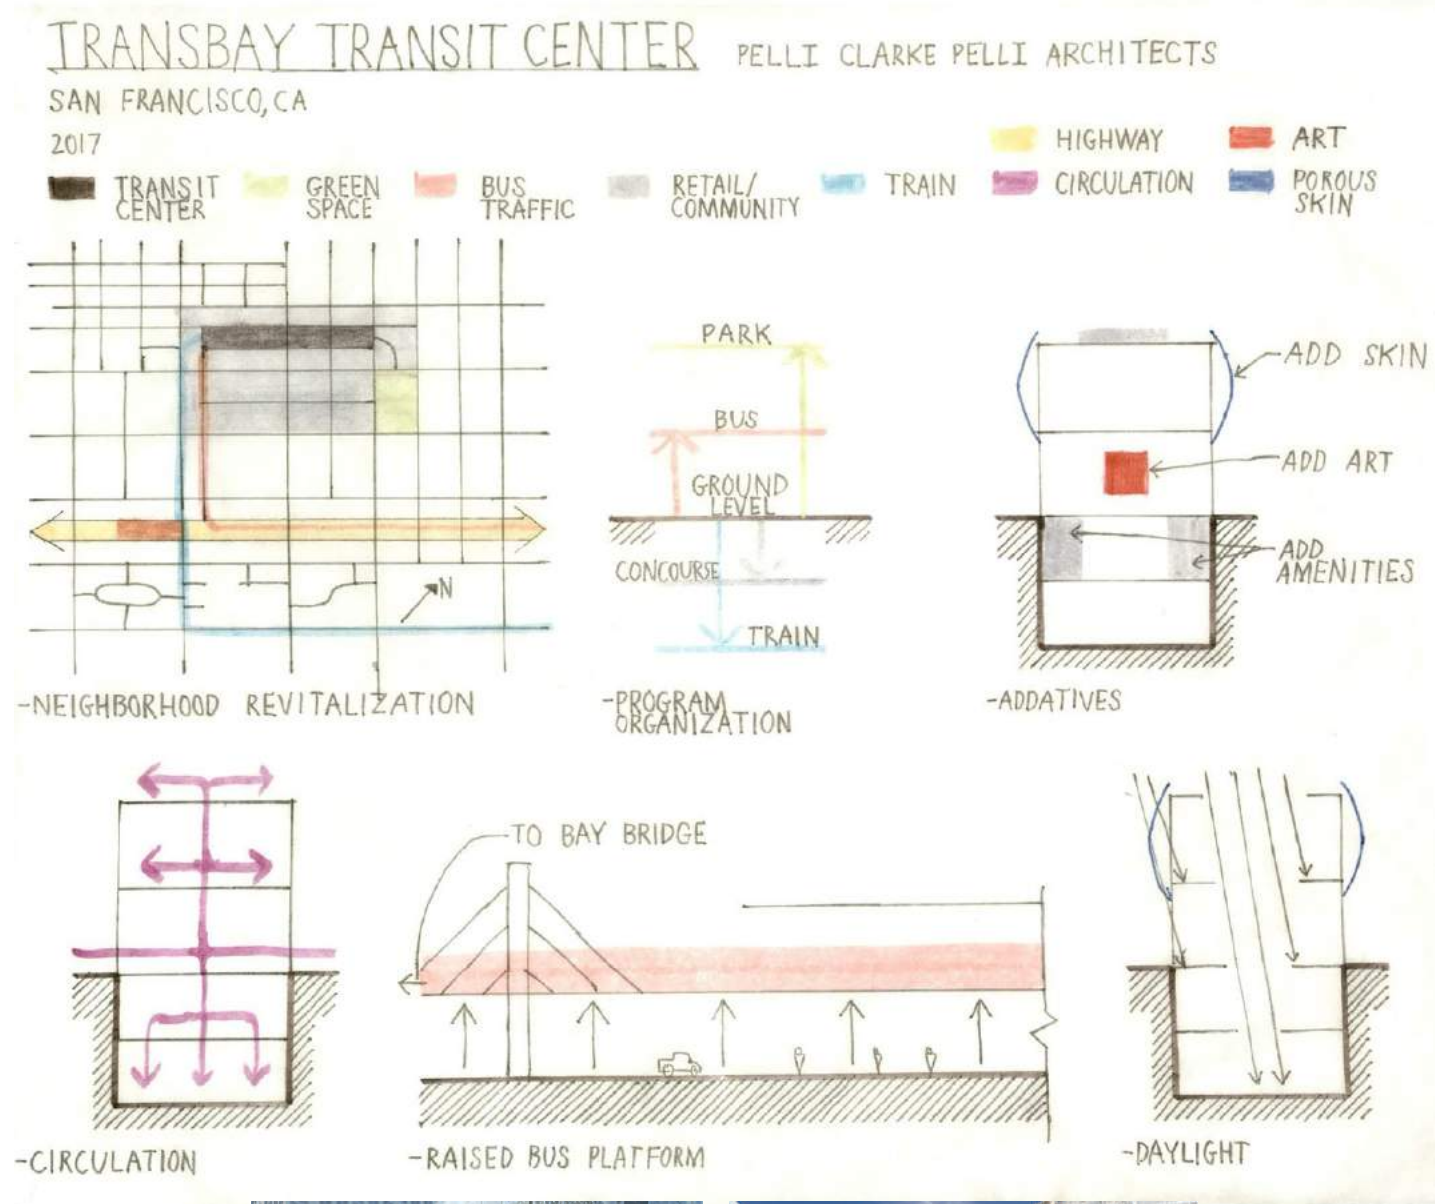 TRANSBAY TRANSIT CENTER PELLI CLARKE PELLI ARCHITECTS
SAN FRANCISCO, CA
2017
HIGHWAY
ART
TRANSIT
CENTER
GREEN
SPACE
BUS
TRAFFIC
RETAIL/
COMMUNITY
TRAIN
CIRCULATION
POROUS
SKIN
N
-NEIGHBORHOOD REVITALIZATION
PARK
BUS
GROUND
LEVEL
CONCOURSE
TRAIN
-PROGRAM
ORGANIZATION
ADD SKIN
ADD ART
ADD
AMENITIES
-ADDATIVES
-CIRCULATION
TO BAY BRIDGE
-RAISED BUS PLATFORM
-DAYLIGHT